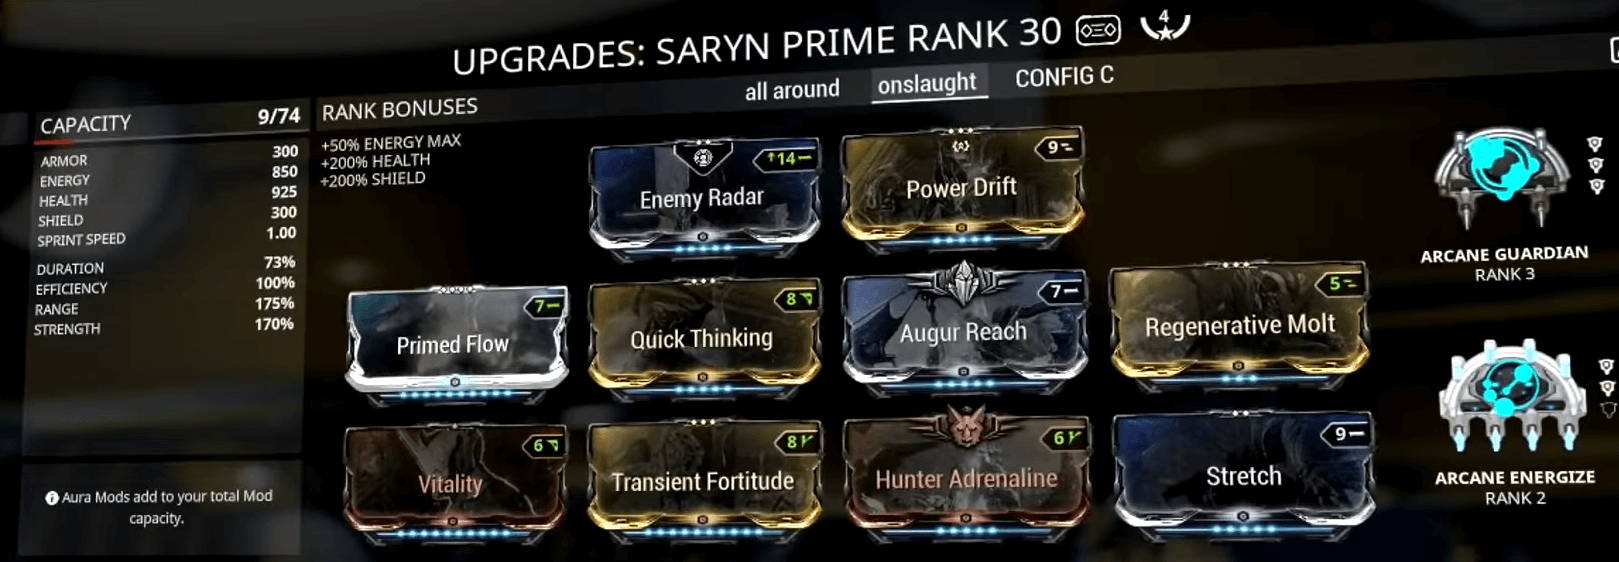 UPGRADES: SARYN PRIME RANK 30
4
all around
onslaught
CONFIG C
CAPACITY 9/74
ARMOR 300
ENERGY 850
HEALTH 925
SHIELD 300
SPRINT SPEED 1.00
DURATION 73%
EFFICIENCY 100%
RANGE 175%
STRENGTH 170%
Aura Mods add to your total Mod
capacity.
RANK BONUSES
+50% ENERGY MAX
+200% HEALTH
+200% SHIELD
14
Enemy Radar
9
Power Drift
7
Primed Flow
8
Quick Thinking
7
Augur Reach
5
Regenerative Molt
6
Vitality
8
Transient Fortitude
6
Hunter Adrenaline
9
Stretch
ARCANE GUARDIAN
RANK 3
ARCANE ENERGIZE
RANK 2